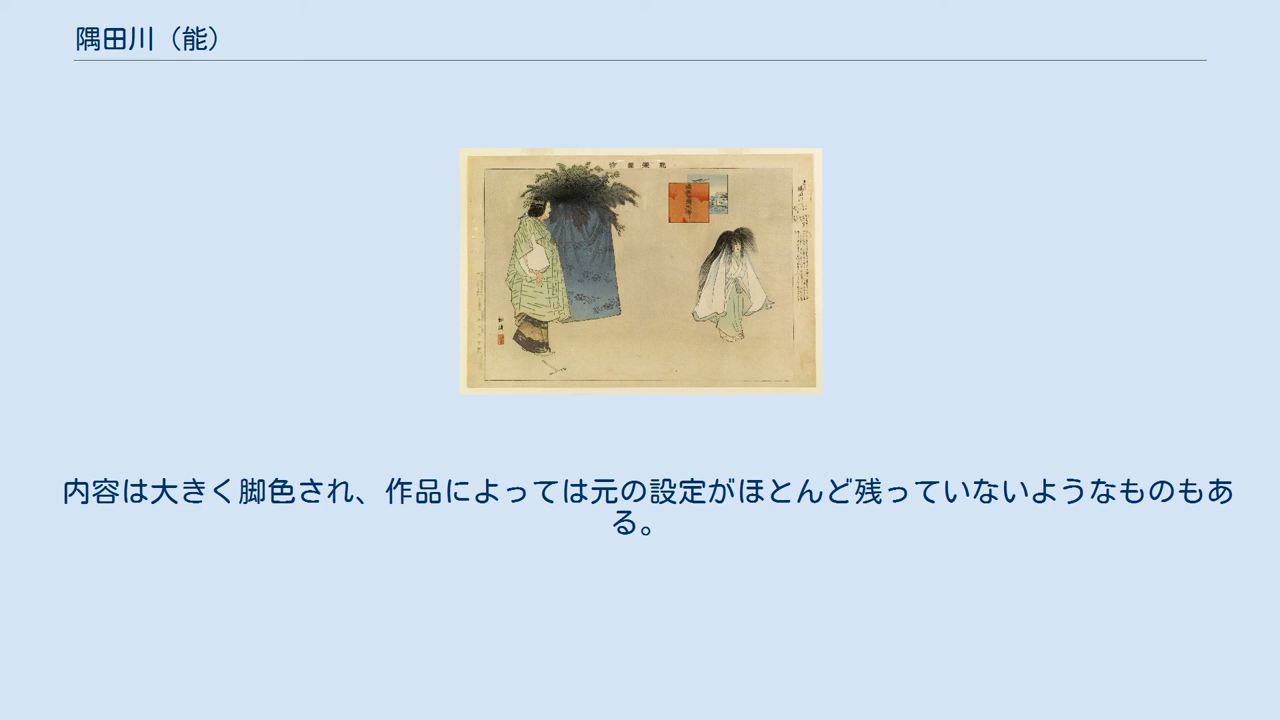 隅田川（能）
内容は大きく脚色され、作品によっては元の設定がほとんど残っていないようなものもあ
る。